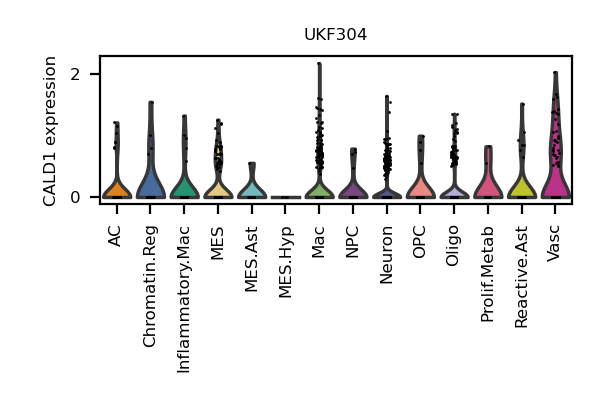 UKF304
CALD1 expression
2
0
AC
Chromatin.Reg
Inflammatory.Mac
MES
MES.Ast
MES.Hyp
Mac
NPC
Neuron
OPC
Oligo
Prolif.Metab
Reactive.Ast
Vasc